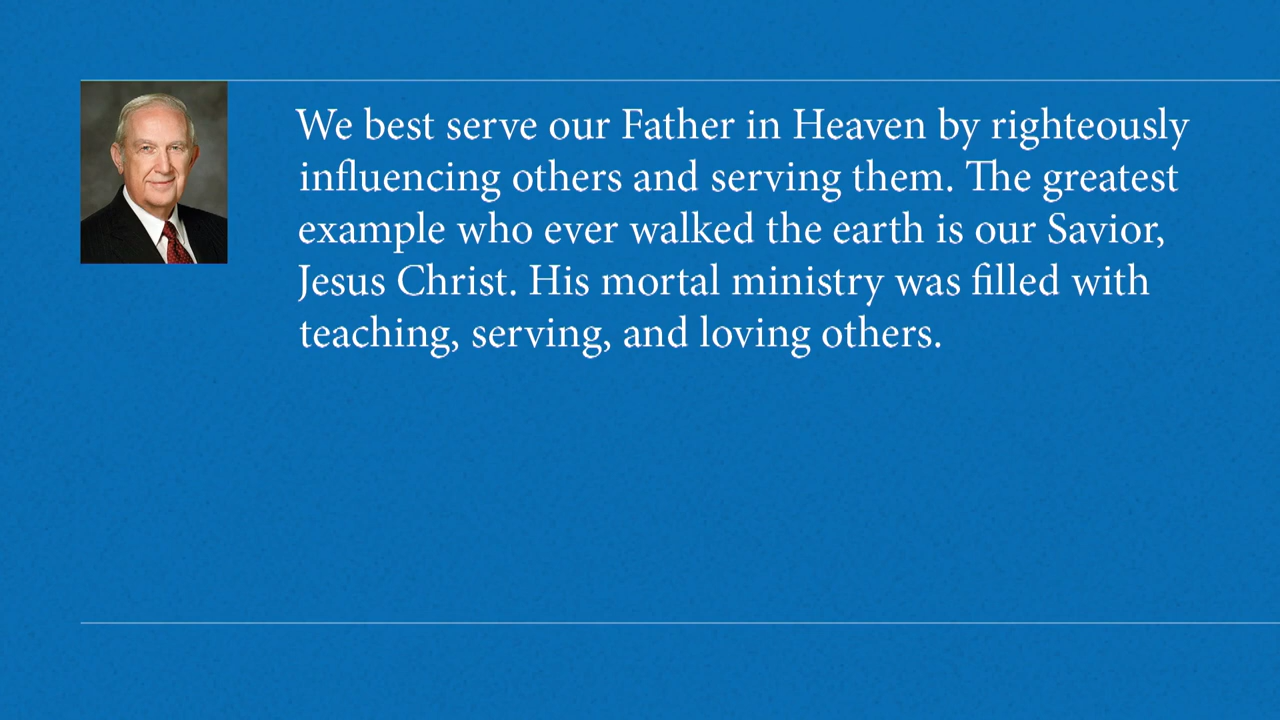 We best serve our Father in Heaven by righteously
influencing others and serving them. The greatest
example who ever walked the earth is our Savior,
Jesus Christ. His mortal ministry was filled with
teaching, serving, and loving others.